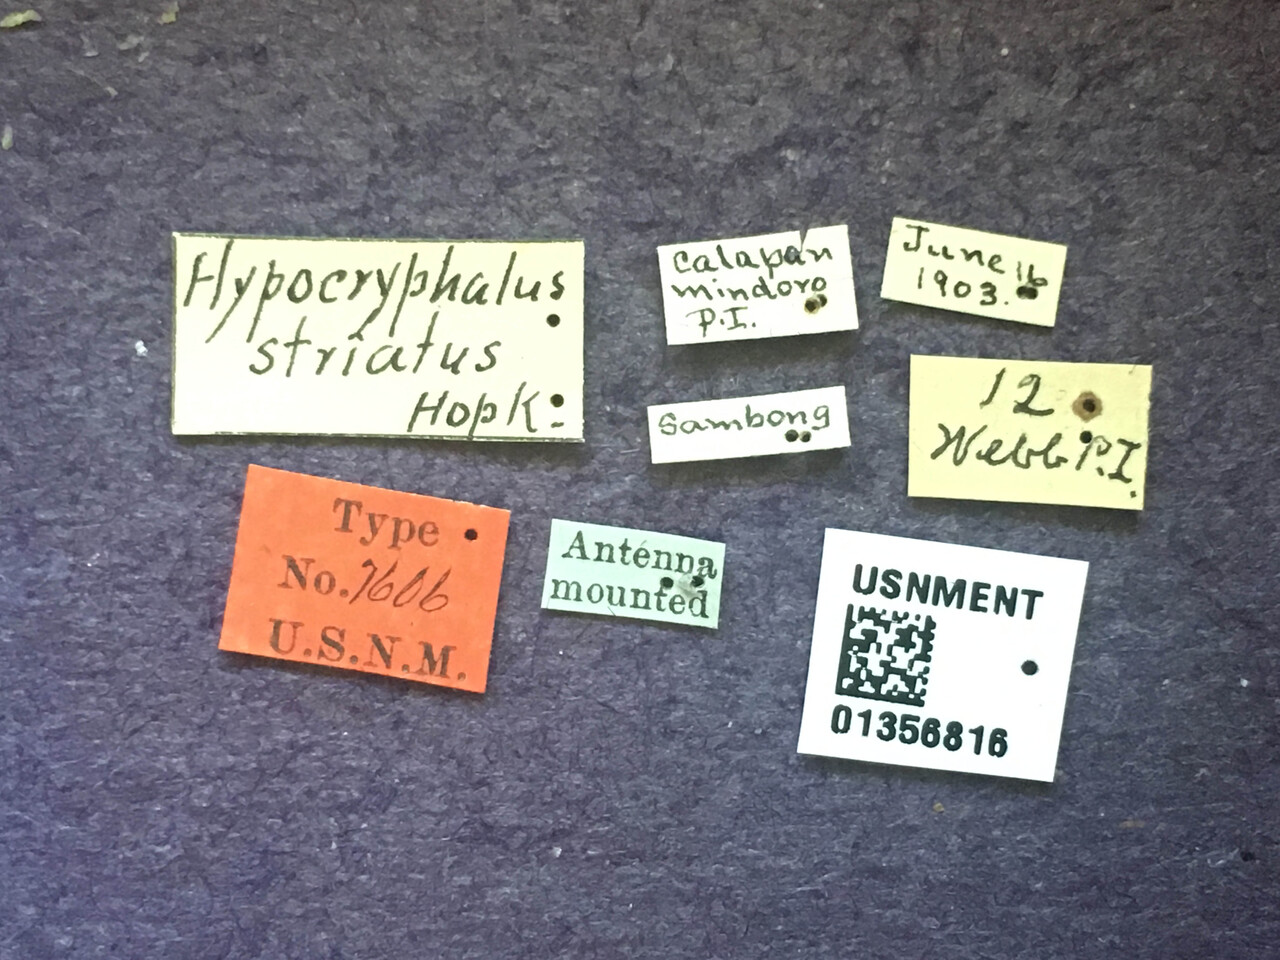 Hypocryphalus
striatus
Hopk.
Calapan
mindoro
P.I.
June 16
1903.
Sambong
12
Webb P.I.
Type
No. 7606
U.S.N.M.
Antenna
mounted
USNMENT
01356816